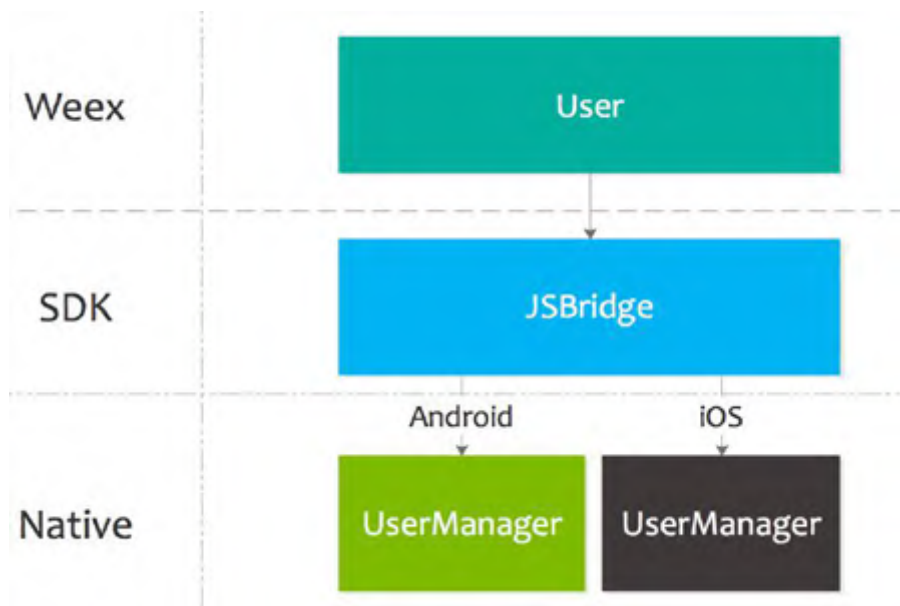 Weex
User
SDK
JSBridge
Android
iOS
Native
UserManager
UserManager